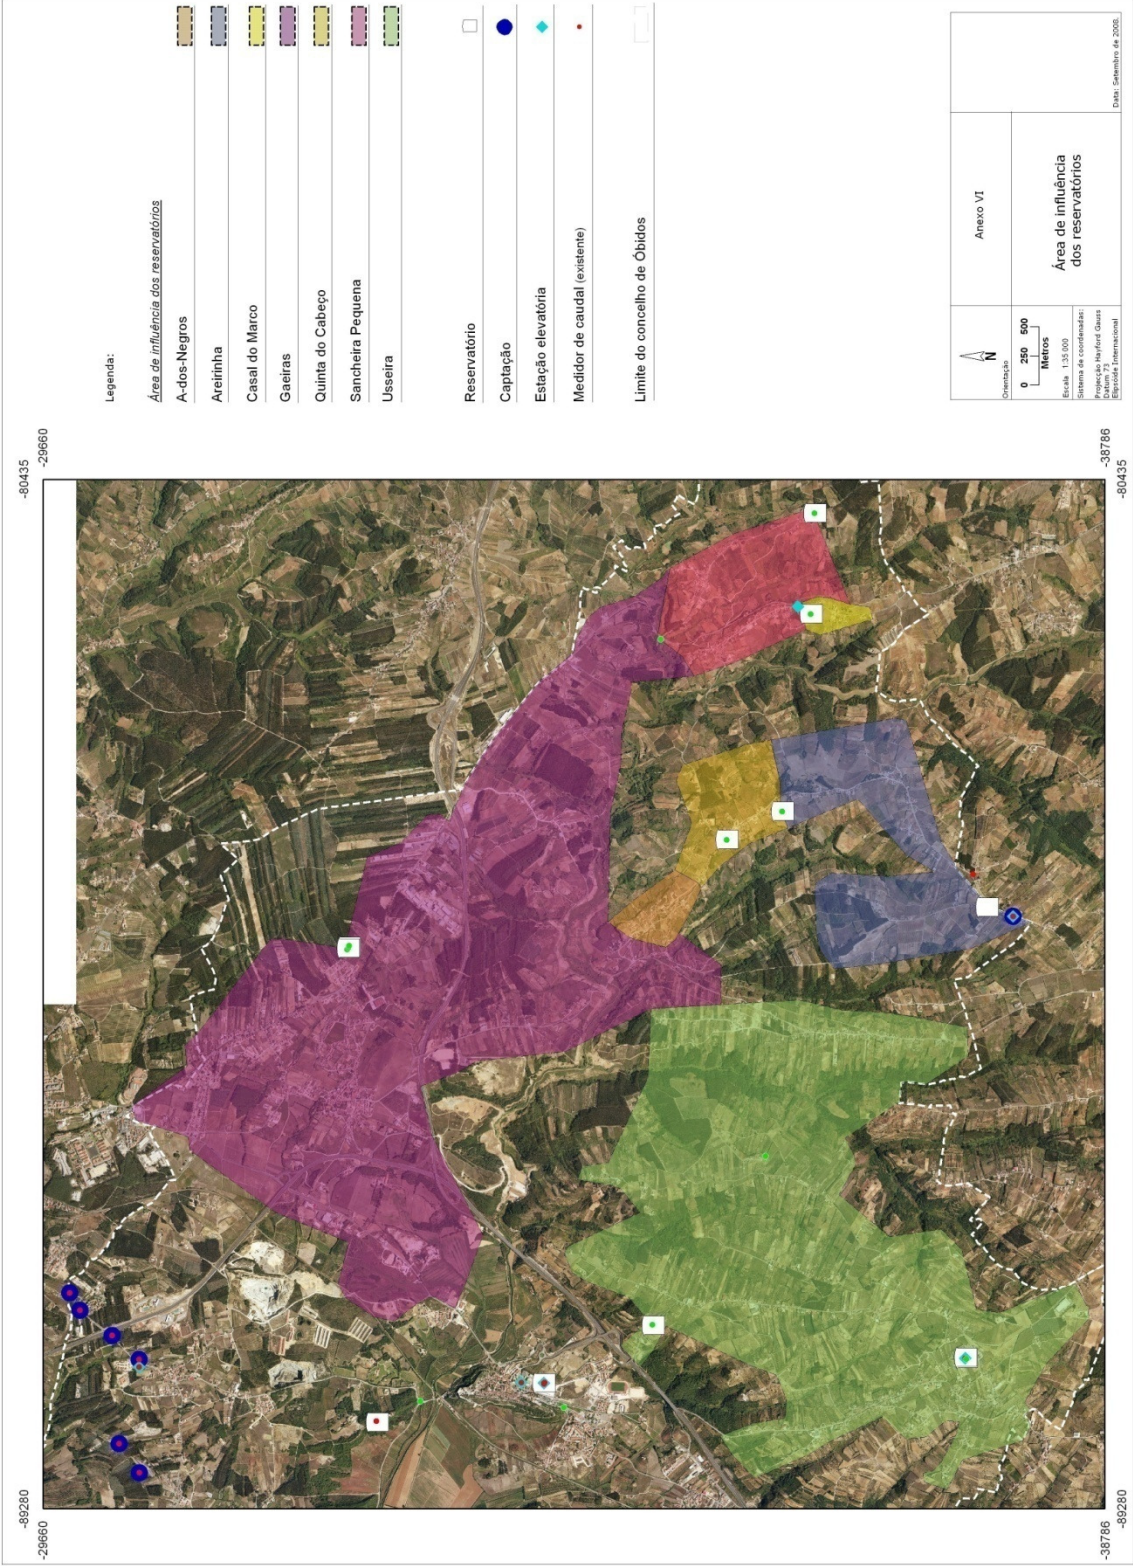 -89280
-29660
-80435
-29660
-38786
-89280
-38786
-80435
Legenda:
Área de influência dos reservatórios
A-dos-Negros
Areirinha
Casal do Marco
Gaeiras
Quinta do Cabeço
Sancheira Pequena
Usseira
Reservatório
Captação
Estação elevatória
Medidor de caudal (existente)
Limite do concelho de Óbidos
N
Orientação
0 250 500
Metros
Escala 1:35 000
Sistema de coordenadas:
Projecção Hayford Gauss
Datum 73
Elipsóide Internacional
Anexo VI
Área de influência
dos reservatórios
Data: Setembro de 2008.